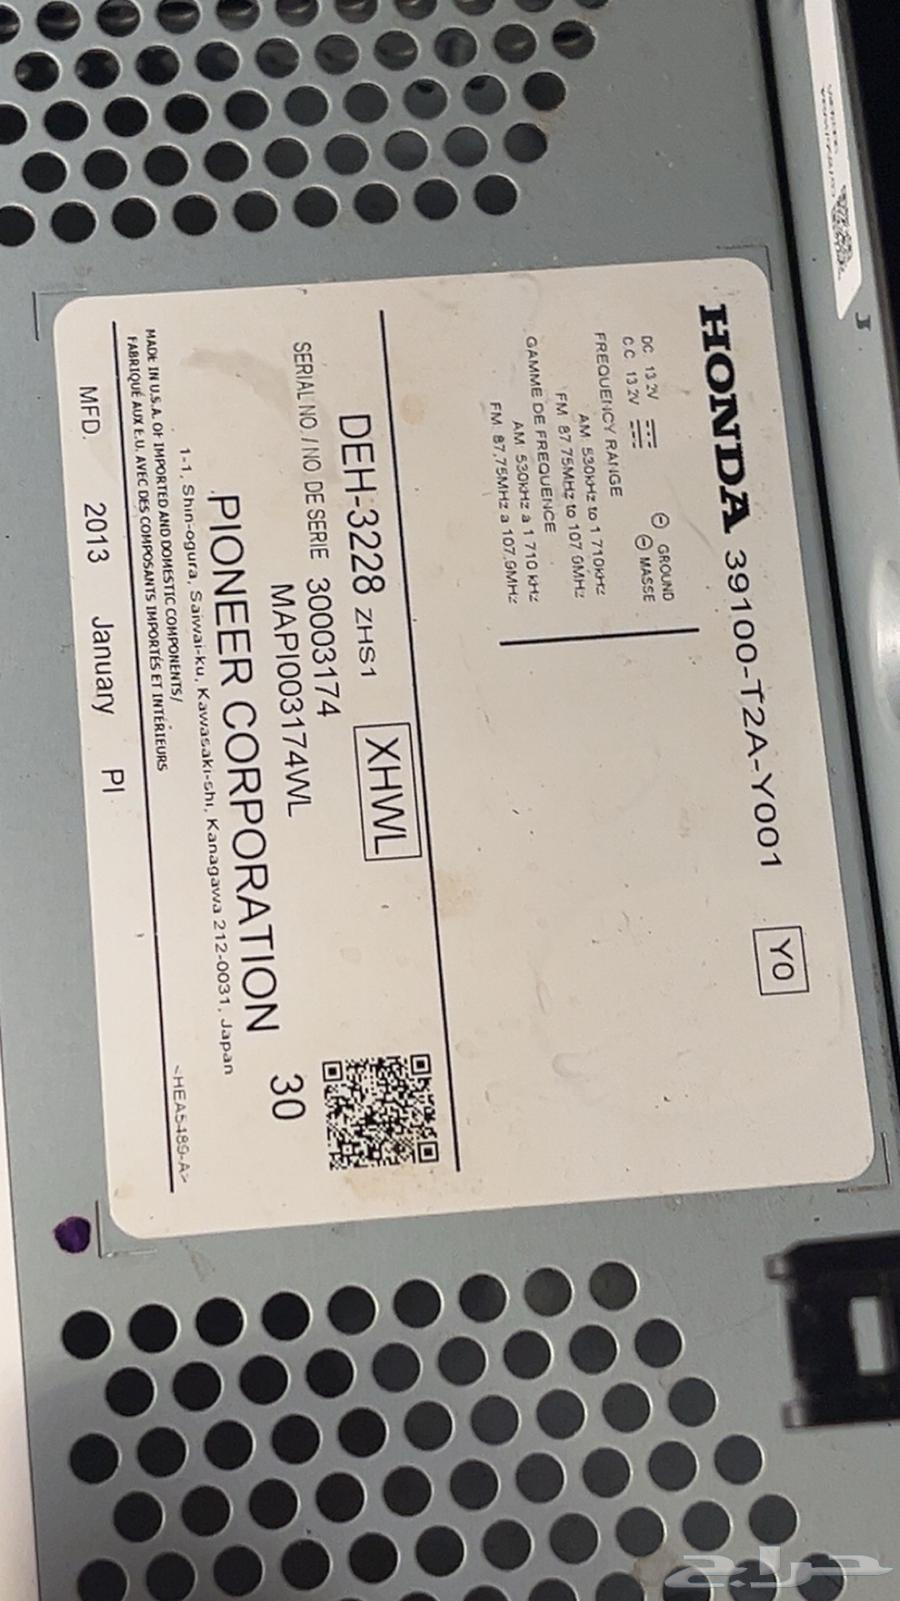 HONDA 39100-T2A-Y001 Y0
DC 13.2V GROUND
C.C. 13.2V MASSE
FREQUENCY RANGE
AM 530kHz to 1 710kHz
FM 87.75MHz to 107.9MHz
GAMME DE FREQUENCE
AM 530kHz a 1 710 kHz
FM 87,75MHz a 107,9MHz
DEH-3228 ZHS1 XHWL
SERIAL NO./NO DE SERIE 30003174
MAPI003174WL
PIONEER CORPORATION 30
1-1, Shin-ogura, Saiwai-ku, Kawasaki-shi, Kanagawa 212-0031, Japan
MADE IN U.S.A. OF IMPORTED AND DOMESTIC COMPONENTS/
FABRIQUÉ AUX É.U. AVEC DES COMPOSANTS IMPORTÉS ET INTÉRIEURS
<HEA5489-A>
MFD. 2013 January PI
حراج